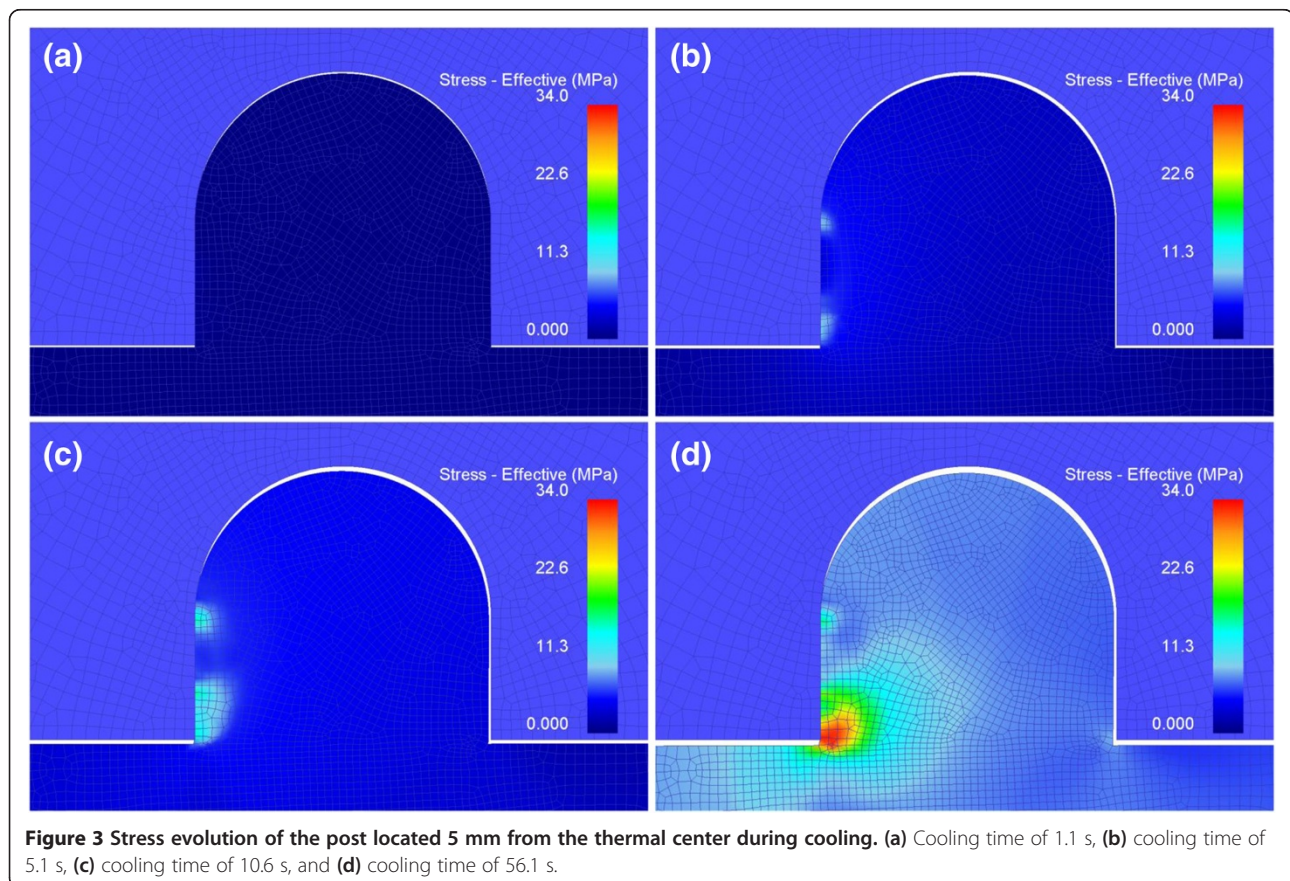 (a)
Stress - Effective (MPa)
34.0
22.6
11.3
0.000
(b)
Stress - Effective (MPa)
34.0
22.6
11.3
0.000
(c)
Stress - Effective (MPa)
34.0
22.6
11.3
0.000
(d)
Stress - Effective (MPa)
34.0
22.6
11.3
0.000
Figure 3 Stress evolution of the post located 5 mm from the thermal center during cooling. (a) Cooling time of 1.1 s, (b) cooling time of
5.1 s, (c) cooling time of 10.6 s, and (d) cooling time of 56.1 s.